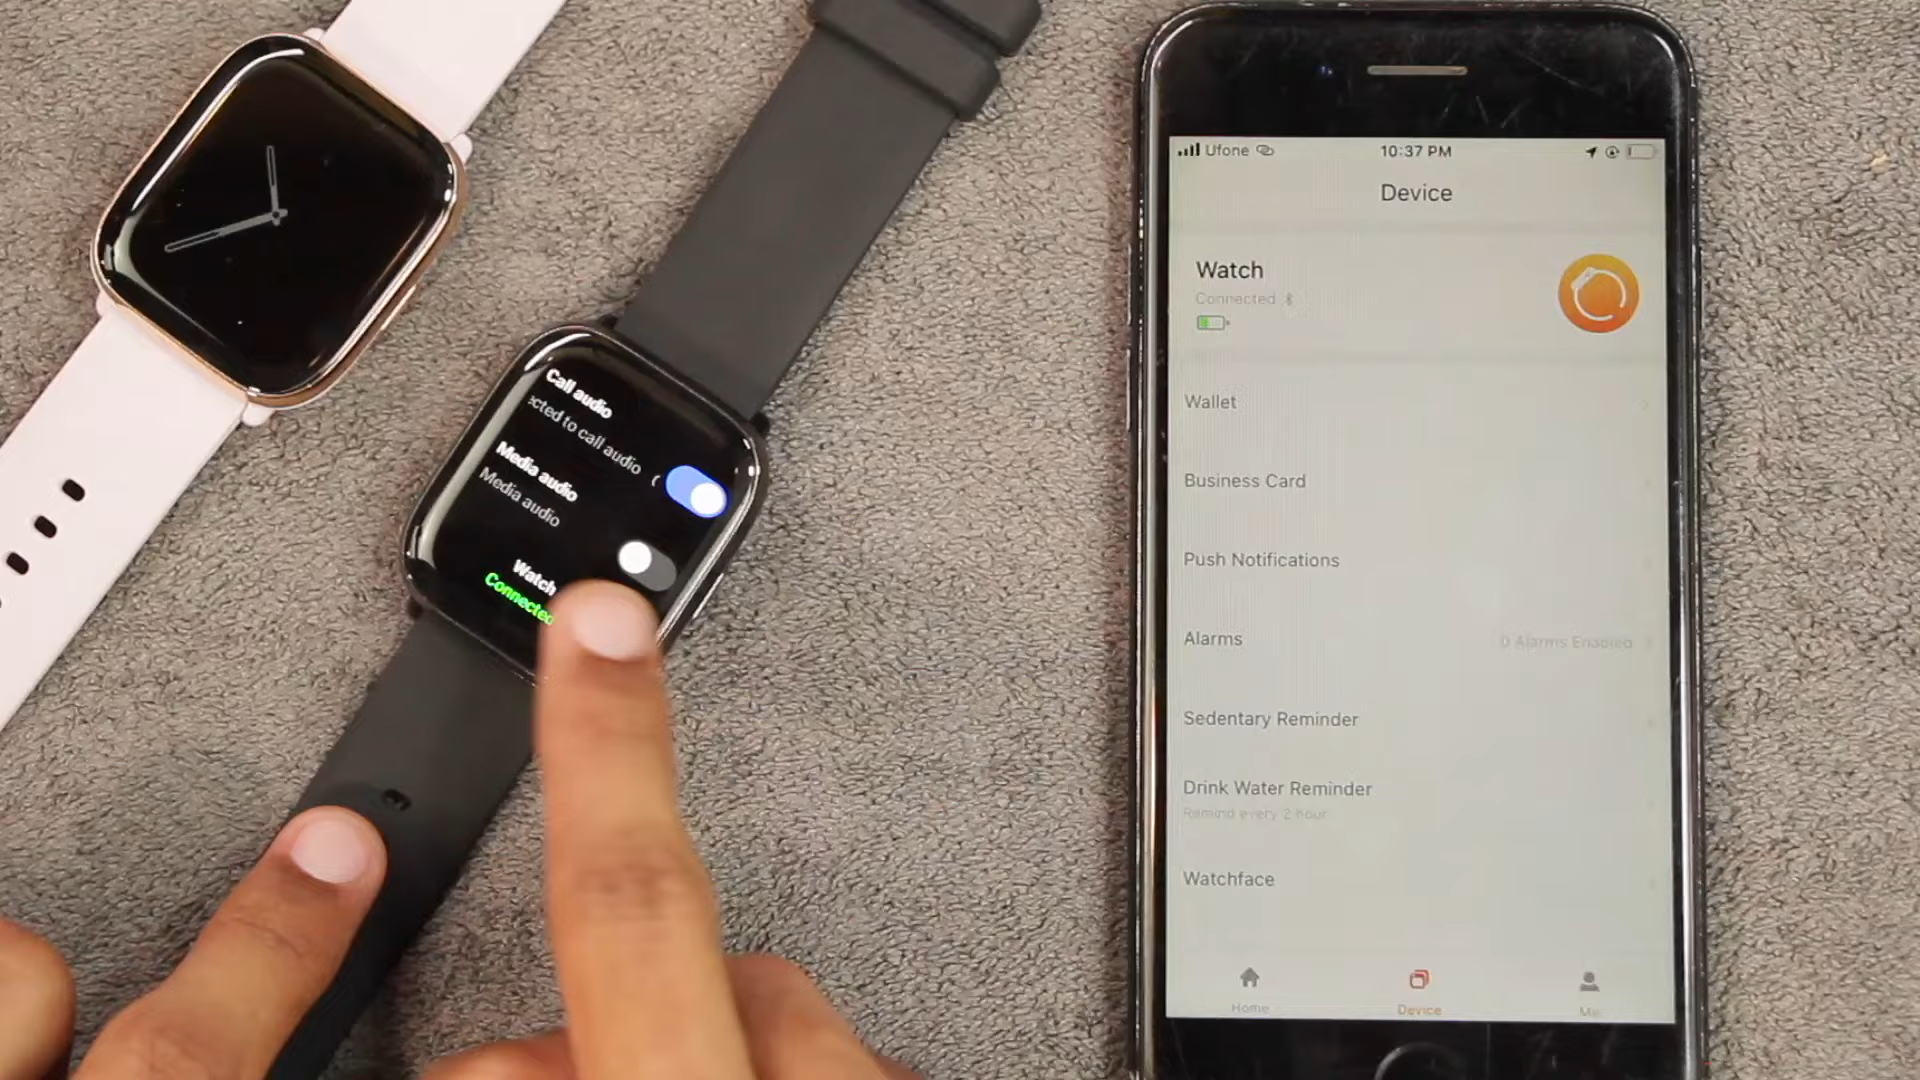 Call audio
cted to call audio (
Media audio
Media audio
Watch
Connected
Ufone 10:37 PM
Device
Watch
Connected
Wallet
Business Card
Push Notifications
Alarms 0 Alarms Enabled
Sedentary Reminder
Drink Water Reminder
Remind every 2 hour
Watchface
Home Device Me